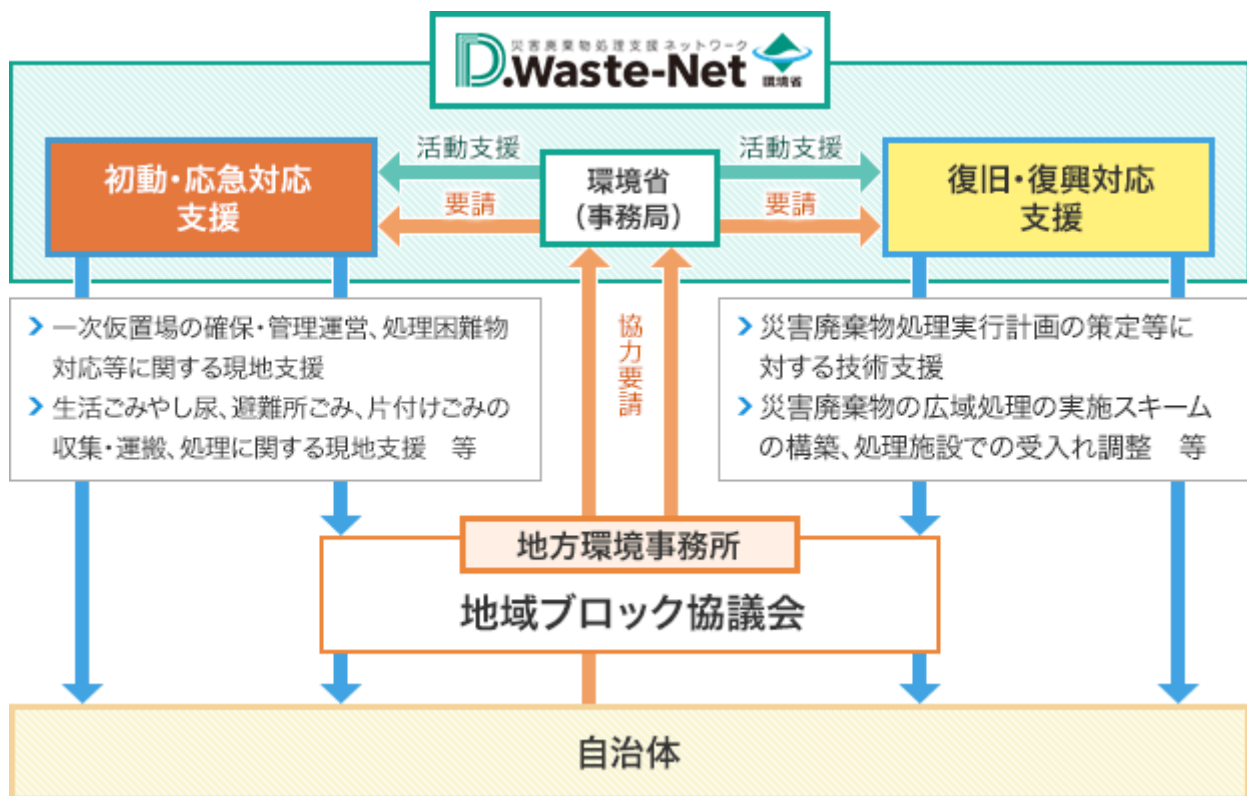 災害廃棄物処理支援ネットワーク
D.Waste-Net
環境省
初動・応急対応
支援
活動支援
要請
環境省
（事務局）
活動支援
要請
復旧・復興対応
支援
一次仮置場の確保・管理運営、処理困難物
対応等に関する現地支援
生活ごみやし尿、避難所ごみ、片付けごみの
収集・運搬、処理に関する現地支援　等
協力要請
災害廃棄物処理実行計画の策定等に
対する技術支援
災害廃棄物の広域処理の実施スキーム
の構築、処理施設での受入れ調整　等
地方環境事務所
地域ブロック協議会
自治体